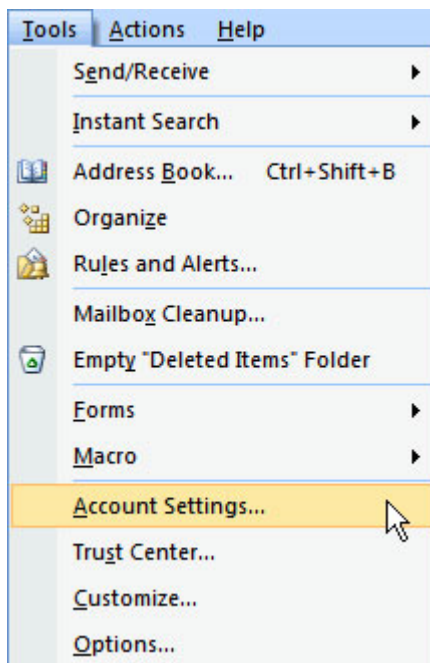 Tools Actions Help
Send/Receive
Instant Search
Address Book... Ctrl+Shift+B
Organize
Rules and Alerts...
Mailbox Cleanup...
Empty "Deleted Items" Folder
Forms
Macro
Account Settings...
Trust Center...
Customize...
Options...